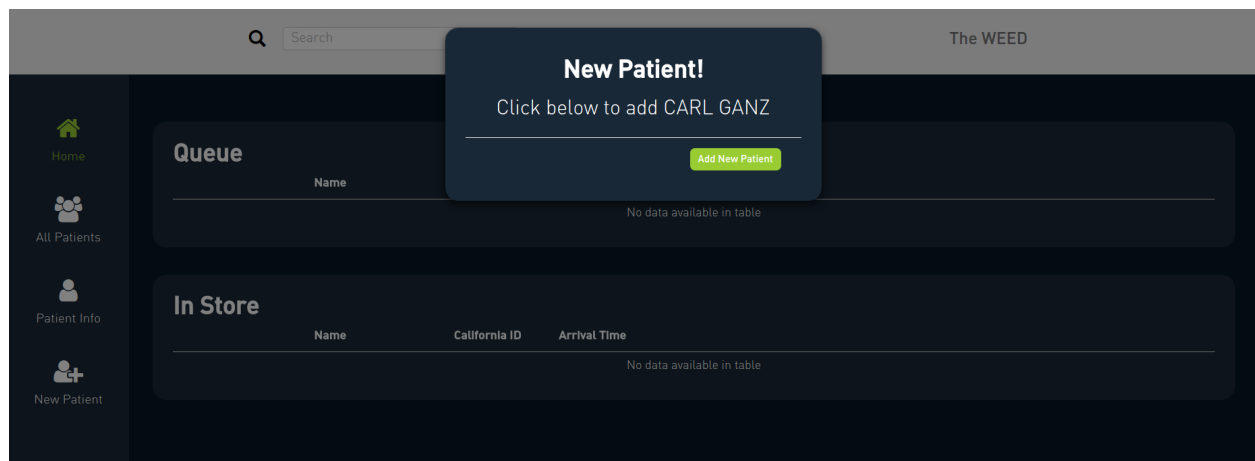 Search
The WEED
New Patient!
Click below to add CARL GANZ
Add New Patient
Home
All Patients
Patient Info
New Patient
Queue
Name
No data available in table
In Store
Name California ID Arrival Time
No data available in table